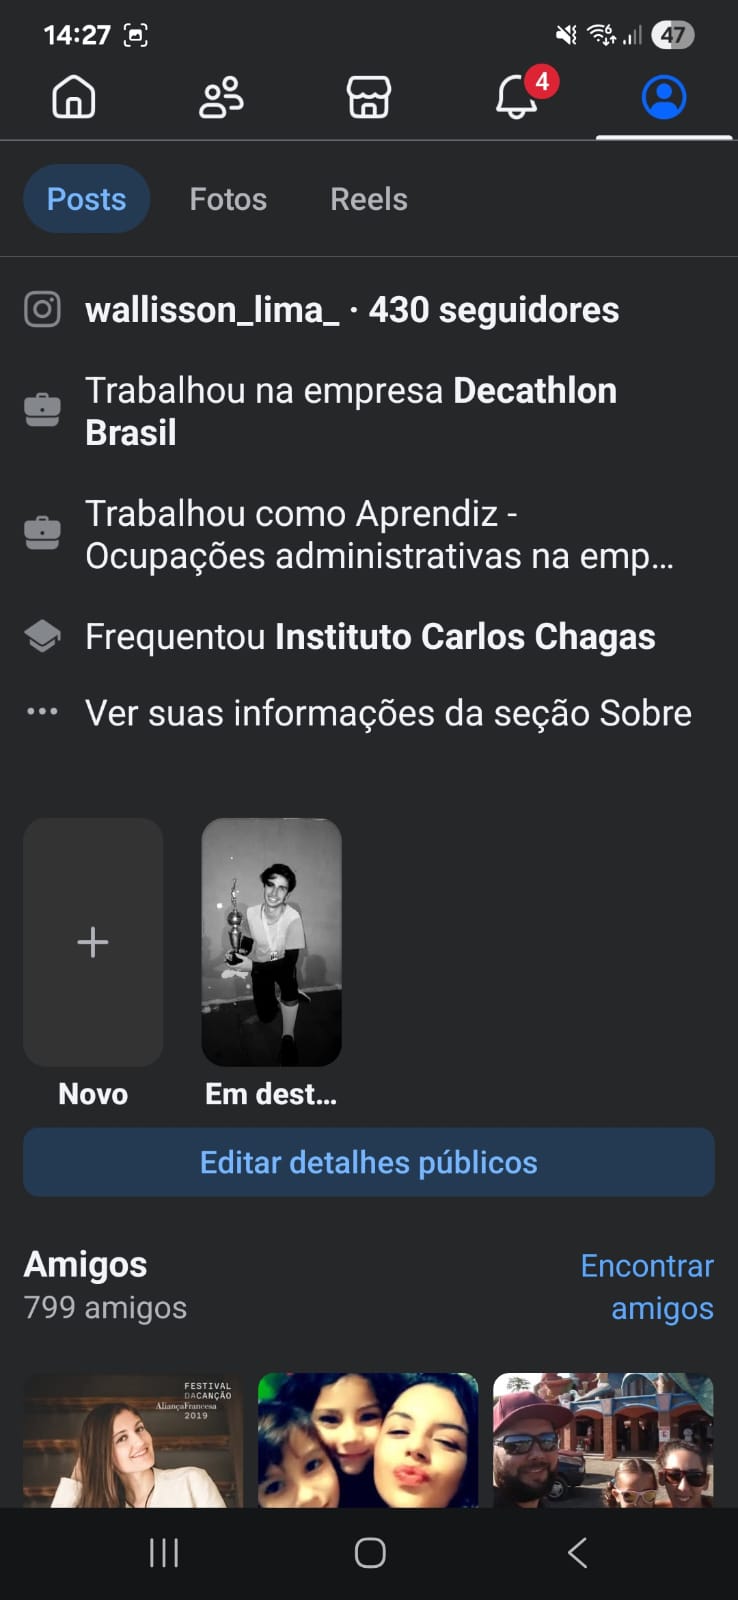 14:27
47
4
Posts
Fotos
Reels
wallisson_lima_ · 430 seguidores
Trabalhou na empresa Decathlon
Brasil
Trabalhou como Aprendiz -
Ocupações administrativas na emp...
Frequentou Instituto Carlos Chagas
Ver suas informações da seção Sobre
Novo
Em dest...
Editar detalhes públicos
Amigos
799 amigos
Encontrar
amigos
FESTIVAL
DACANÇÃO
AliançaFrancesa
2019